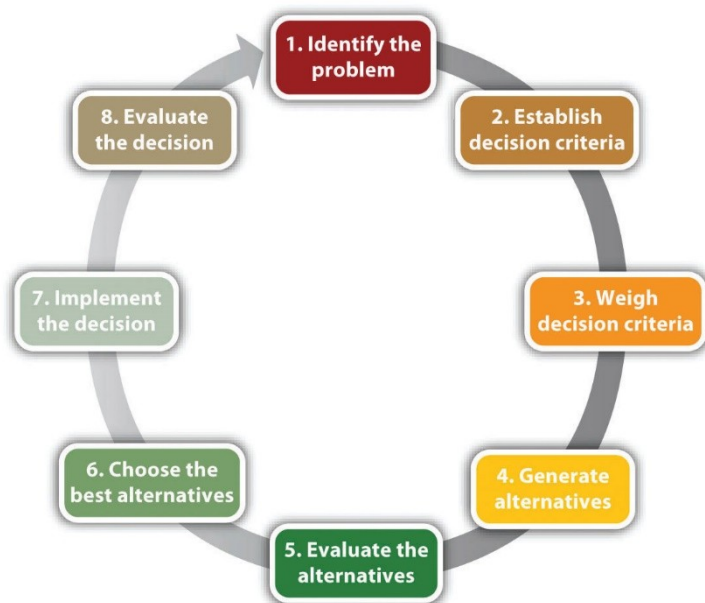 1. Identify the
problem
2. Establish
decision criteria
3. Weigh
decision criteria
4. Generate
alternatives
5. Evaluate the
alternatives
6. Choose the
best alternatives
7. Implement
the decision
8. Evaluate
the decision